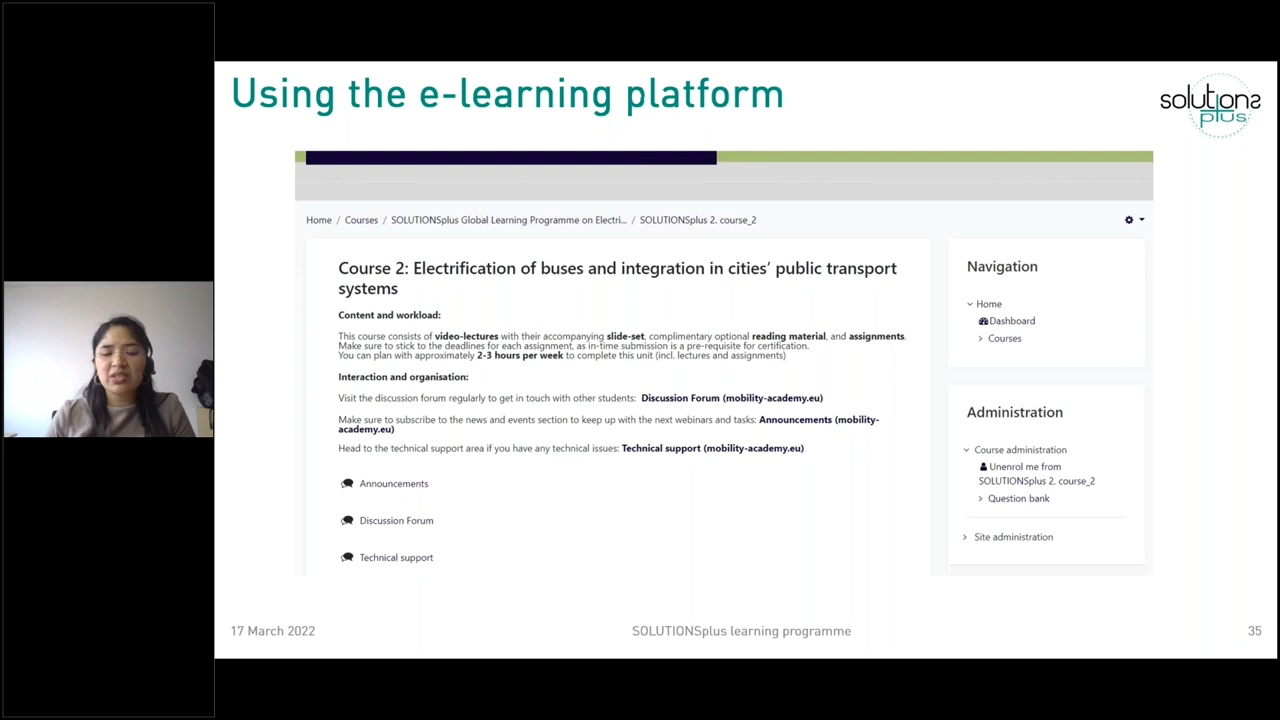 Using the e-learning platform
solutions
plus
Home / Courses / SOLUTIONSplus Global Learning Programme on Electri... / SOLUTIONSplus 2. course_2
Course 2: Electrification of buses and integration in cities’ public transport
systems
Content and workload:
This course consists of video-lectures with their accompanying slide-set, complimentary optional reading material, and assignments.
Make sure to stick to the deadlines for each assignment, as in-time submission is a pre-requisite for certification.
You can plan with approximately 2-3 hours per week to complete this unit (incl. lectures and assignments)
Interaction and organisation:
Visit the discussion forum regularly to get in touch with other students: Discussion Forum (mobility-academy.eu)
Make sure to subscribe to the news and events section to keep up with the next webinars and tasks: Announcements (mobility-
academy.eu)
Head to the technical support area if you have any technical issues: Technical support (mobility-academy.eu)
Announcements
Discussion Forum
Technical support
Navigation
Home
Dashboard
Courses
Administration
Course administration
Unenrol me from
SOLUTIONSplus 2. course_2
Question bank
Site administration
17 March 2022
SOLUTIONSplus learning programme
35